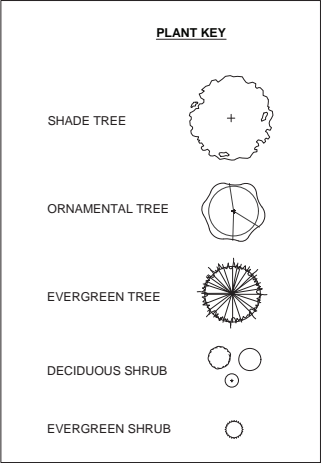 PLANT KEY
SHADE TREE
ORNAMENTAL TREE
EVERGREEN TREE
DECIDUOUS SHRUB
EVERGREEN SHRUB